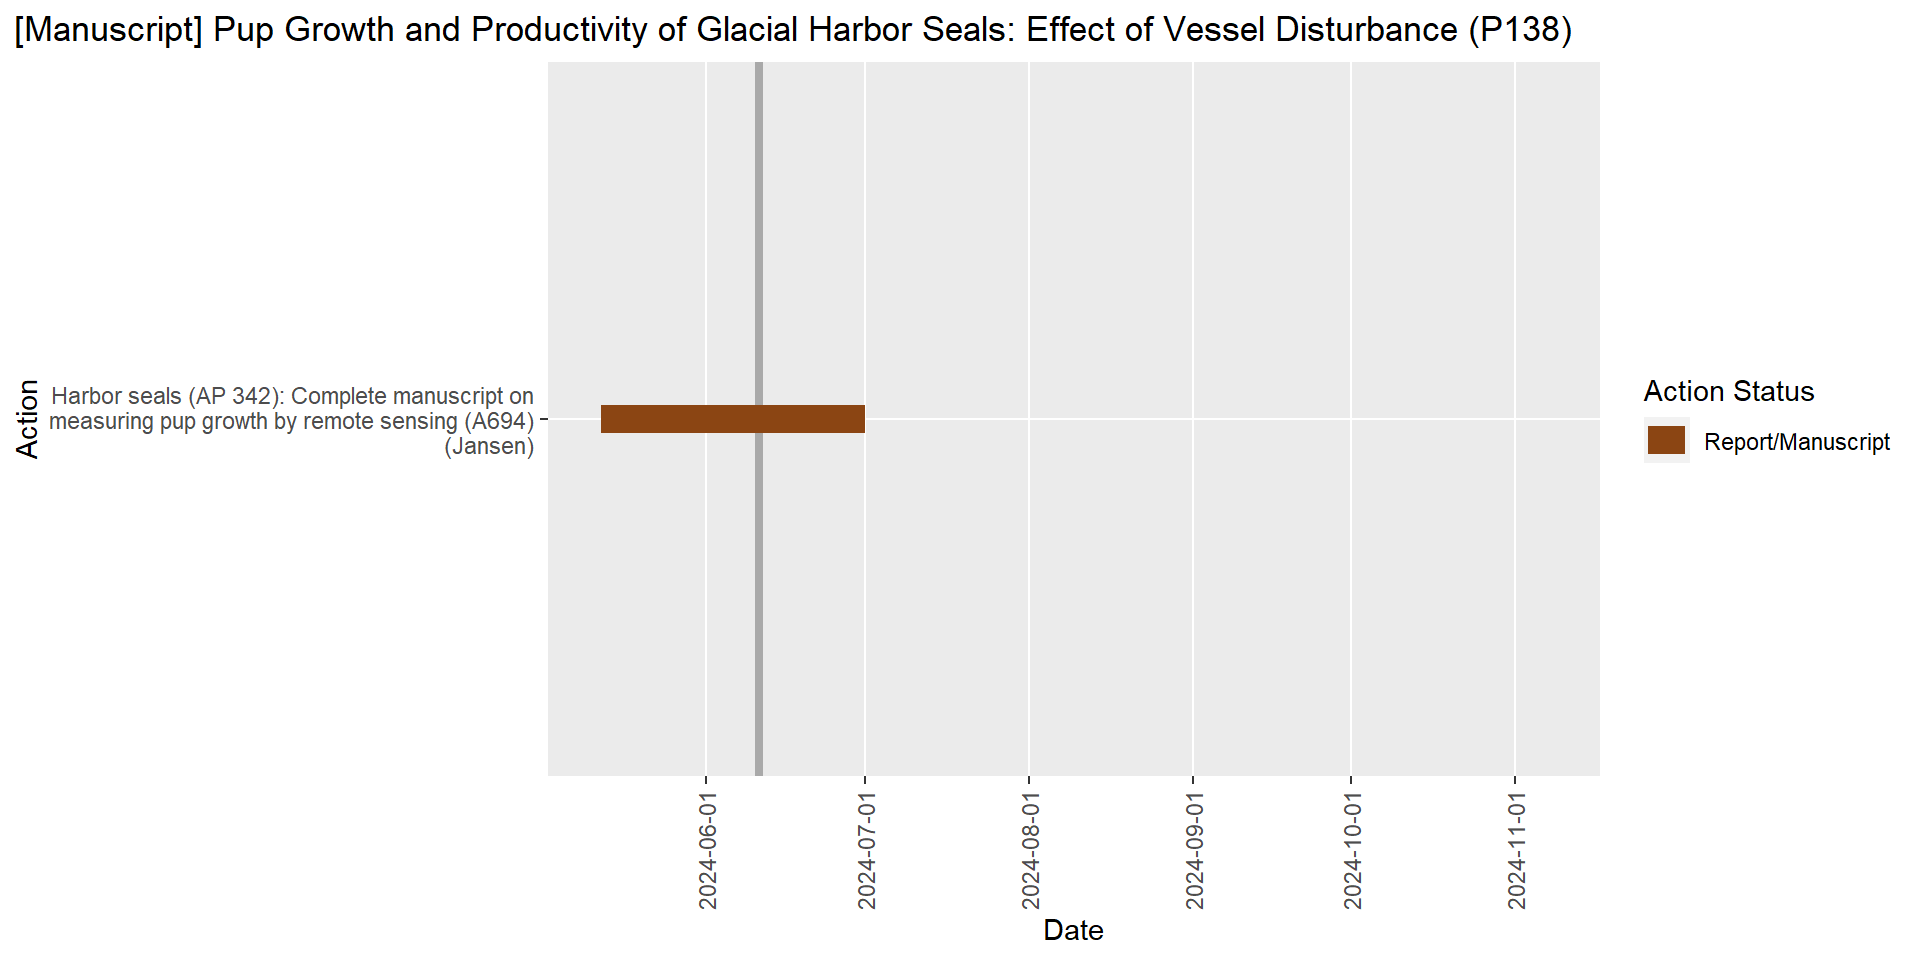 [Manuscript] Pup Growth and Productivity of Glacial Harbor Seals: Effect of Vessel Disturbance (P138)
Action
Harbor seals (AP 342): Complete manuscript on
measuring pup growth by remote sensing (A694)
(Jansen)
Action Status
Report/Manuscript
2024-06-01
2024-07-01
2024-08-01
2024-09-01
2024-10-01
2024-11-01
Date